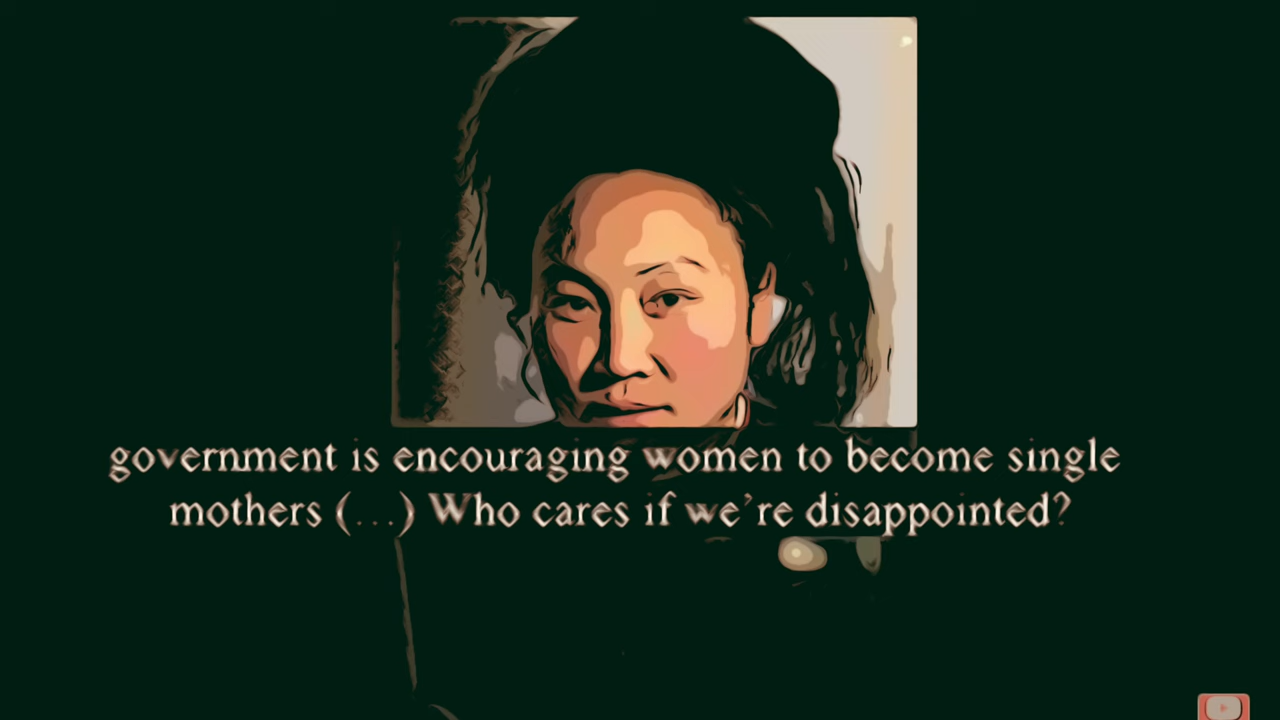 government is encouraging women to become single
mothers (...) Who cares if we're disappointed?